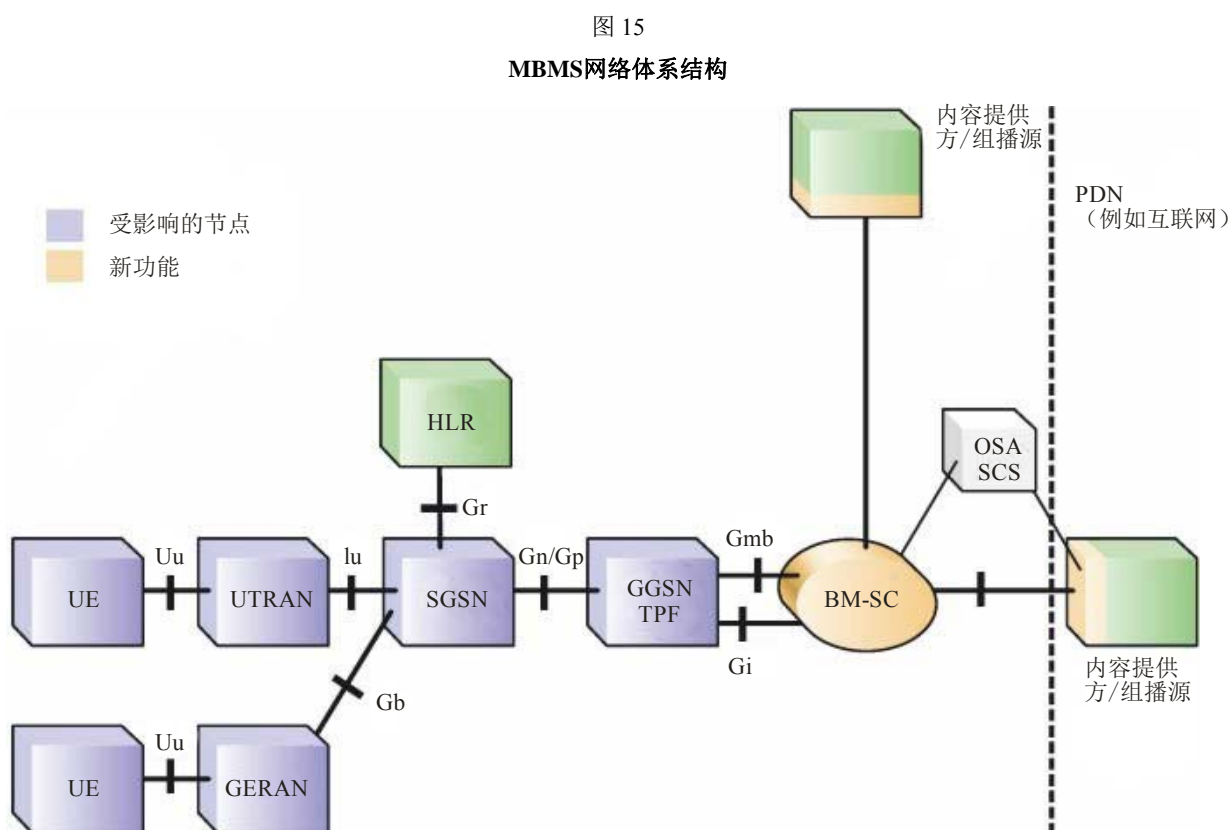 图 15
MBMS网络体系结构
内容提供
方/组播源
PDN
（例如互联网）
受影响的节点
新功能
HLR
OSA
SCS
Gr
Uu
lu
Gn/Gp
Gmb
UE
UTRAN
SGSN
GGSN
TPF
BM-SC
Gi
内容提供
方/组播源
Gb
Uu
UE
GERAN